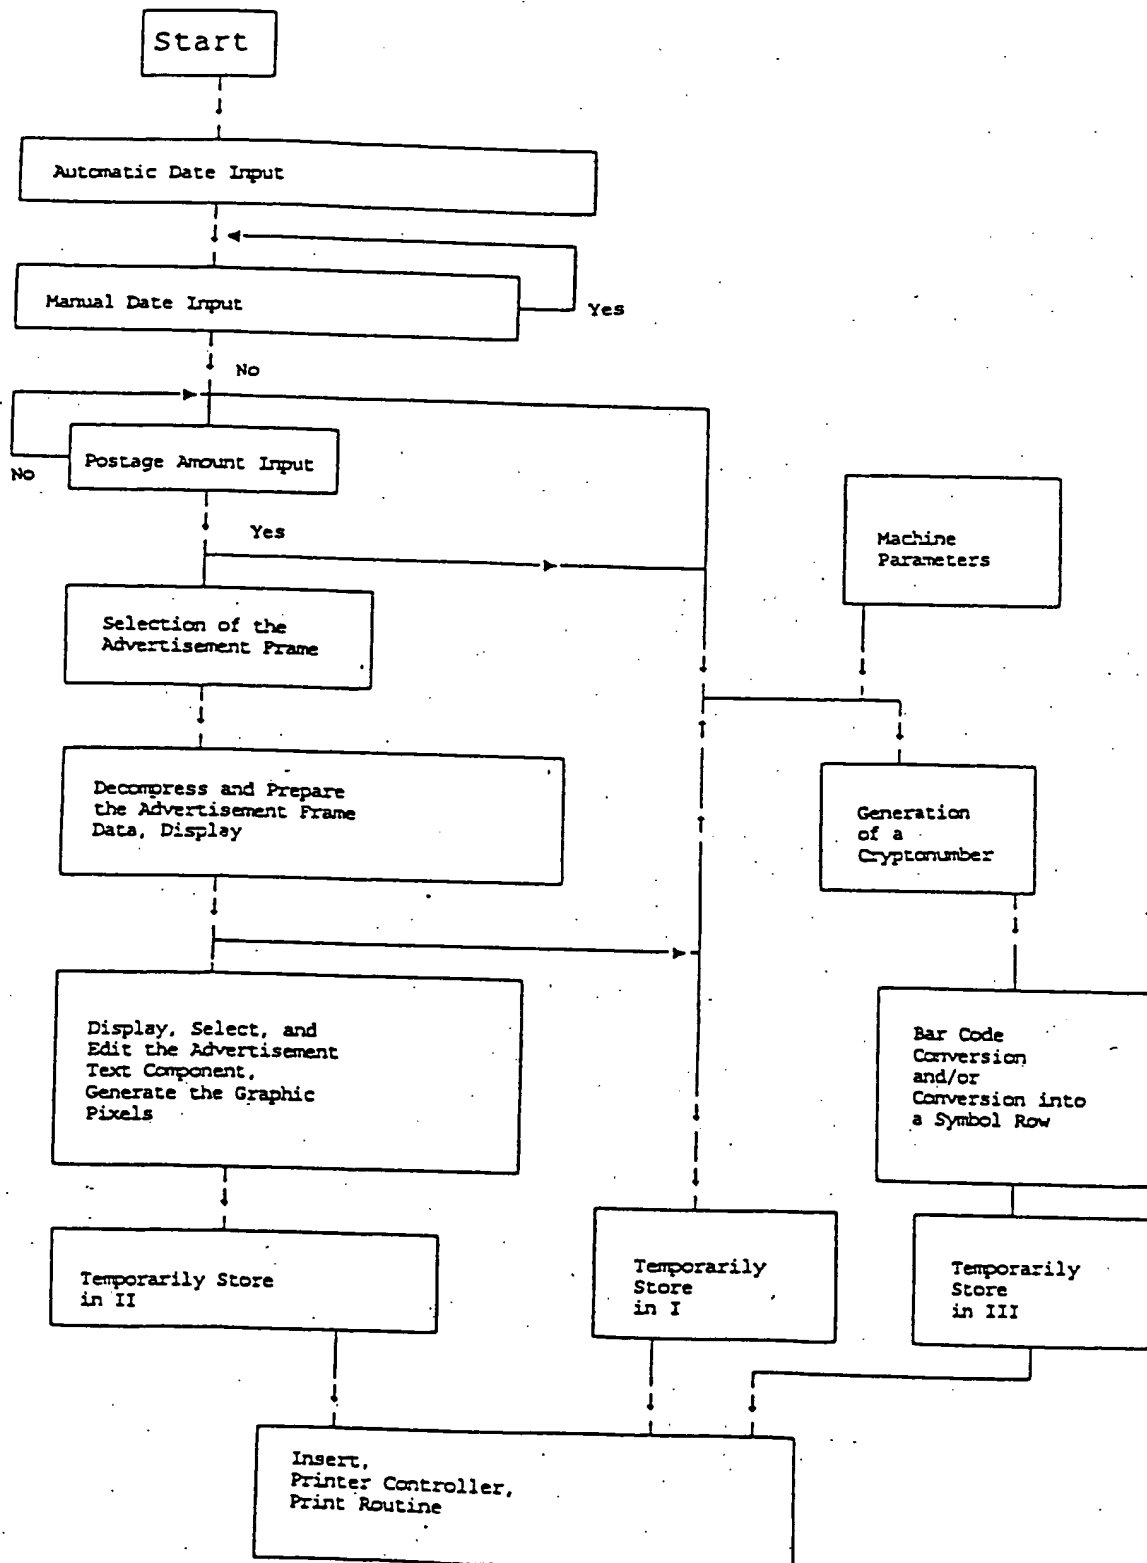 Start
Automatic Date Input
Manual Date Input
Yes
No
Postage Amount Input
No
Yes
Machine
Parameters
Selection of the
Advertisement Frame
Decompress and Prepare
the Advertisement Frame
Data, Display
Generation
of a
Cryptonumber
Display, Select, and
Edit the Advertisement
Text Component,
Generate the Graphic
Pixels
Bar Code
Conversion
and/or
Conversion into
a Symbol Row
Temporarily Store
in II
Temporarily
Store
in I
Temporarily
Store
in III
Insert,
Printer Controller,
Print Routine